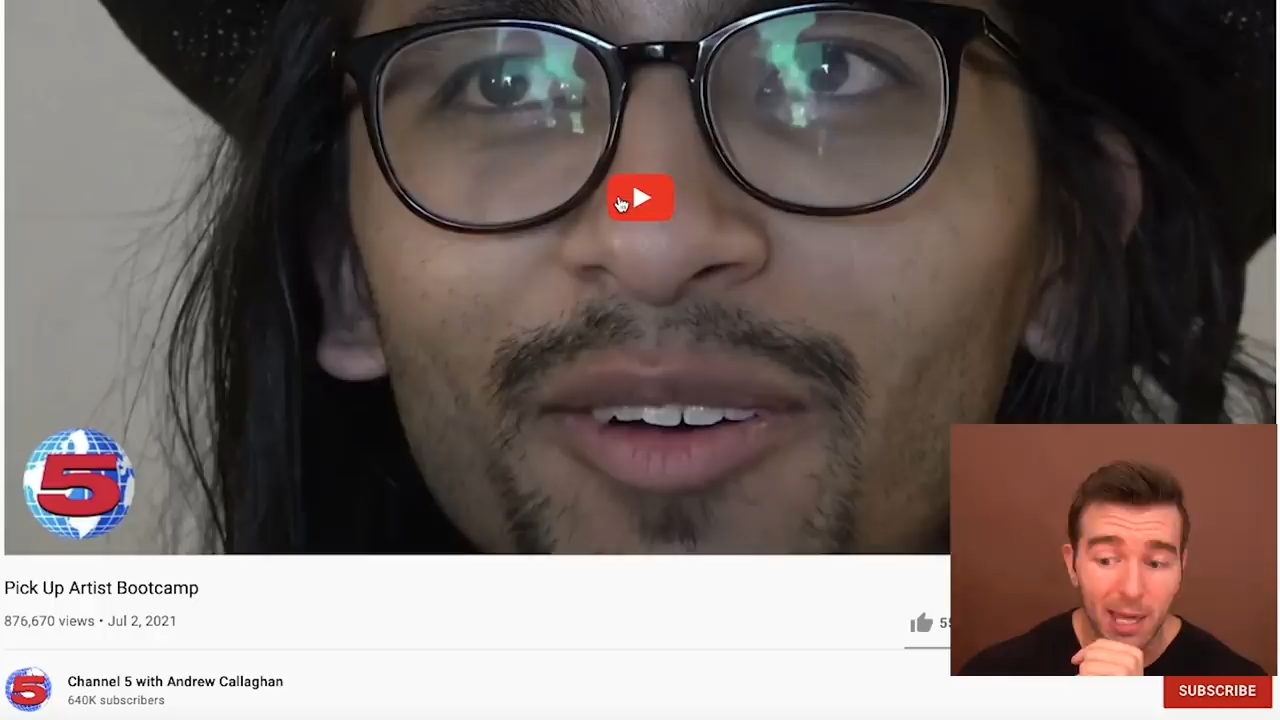 5
Pick Up Artist Bootcamp
876,670 views • Jul 2, 2021
5
Channel 5 with Andrew Callaghan
640K subscribers
SUBSCRIBE